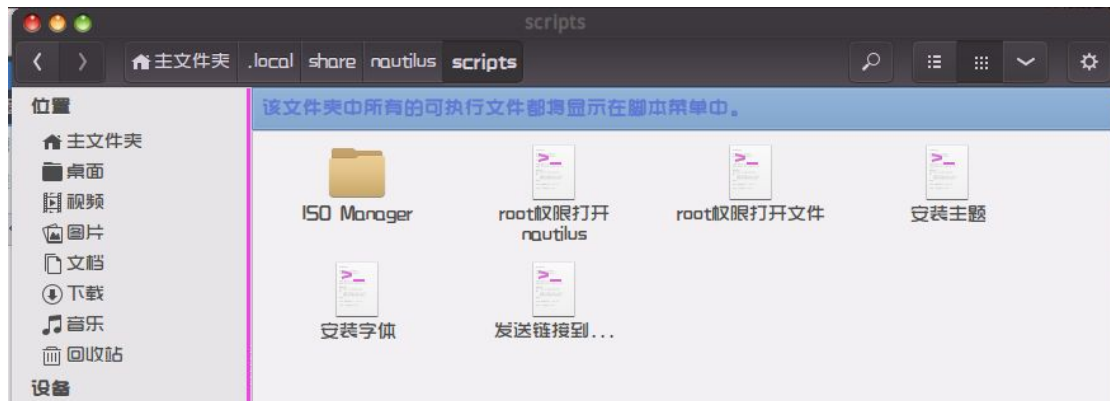 scripts
主文件夹 .local share nautilus scripts
位置
主文件夹
桌面
视频
图片
文档
下载
音乐
回收站
设备
该文件夹中所有的可执行文件都将显示在脚本菜单中。
ISO Manager
root权限打开
nautilus
root权限打开文件
安装主题
安装字体
发送链接到...